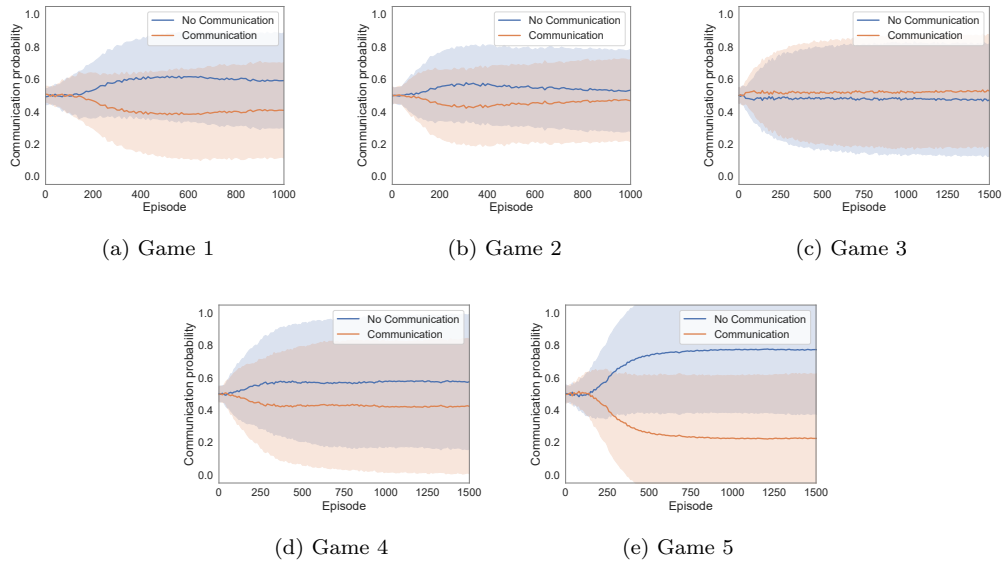 Communication probability
1.0
0.8
0.6
0.4
0.2
0.0
No Communication
Communication
0 200 400 600 800 1000
Episode
(a) Game 1
Communication probability
1.0
0.8
0.6
0.4
0.2
0.0
No Communication
Communication
0 200 400 600 800 1000
Episode
(b) Game 2
Communication probability
1.0
0.8
0.6
0.4
0.2
0.0
No Communication
Communication
0 250 500 750 1000 1250 1500
Episode
(c) Game 3
Communication probability
1.0
0.8
0.6
0.4
0.2
0.0
No Communication
Communication
0 250 500 750 1000 1250 1500
Episode
(d) Game 4
Communication probability
1.0
0.8
0.6
0.4
0.2
0.0
No Communication
Communication
0 250 500 750 1000 1250 1500
Episode
(e) Game 5